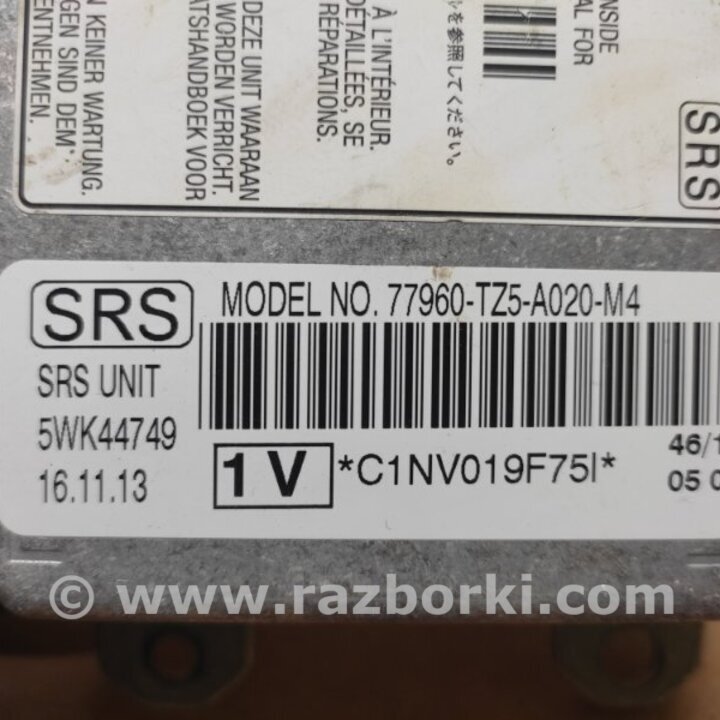 N KEINER WARTUNG.
GEN SIND DEM
ENTNEHMEN.
DEZE UNIT WAARAAN
WORDEN VERRICHT.
ATSHANDBOEK VOOR
À L'INTÉRIEUR.
DÉTAILLÉES, SE
RÉPARATIONS.
を参照してください。
NSIDE.
AL FOR
SRS
SRS
MODEL NO. 77960-TZ5-A020-M4
SRS UNIT
5WK44749
16.11.13
1 V
*C1NV019F75I*
46/1
05 0
© www.razborki.com